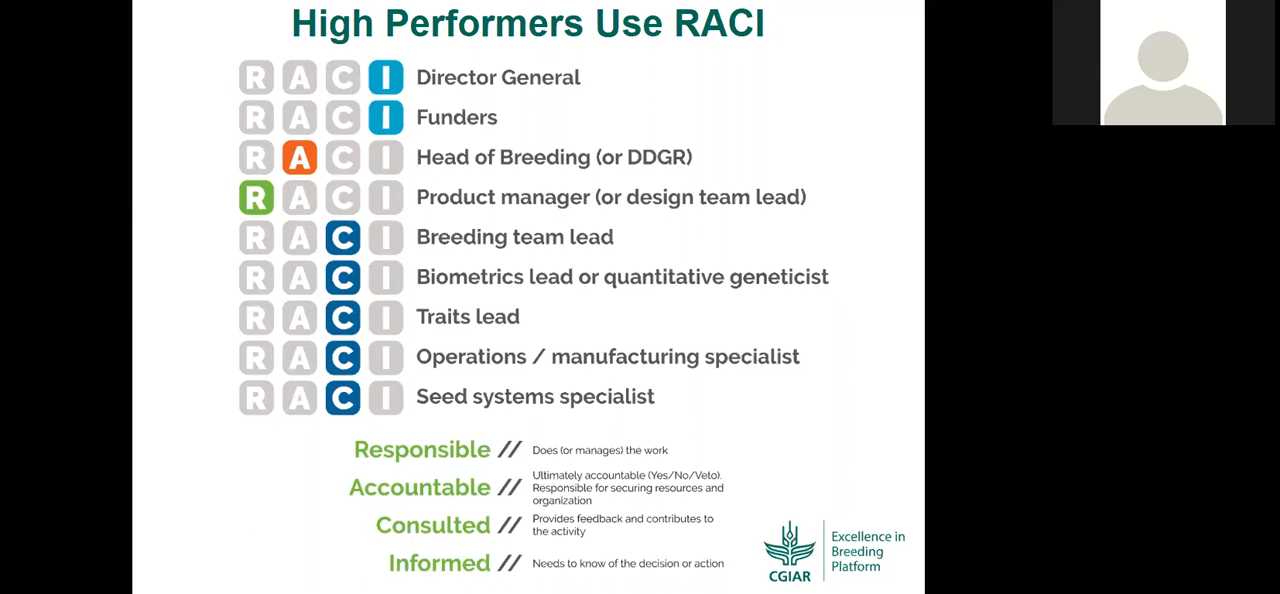 High Performers Use RACI
R A C I Director General
R A C I Funders
R A C I Head of Breeding (or DDGR)
R A C I Product manager (or design team lead)
R A C I Breeding team lead
R A C I Biometrics lead or quantitative geneticist
R A C I Traits lead
R A C I Operations / manufacturing specialist
R A C I Seed systems specialist
Responsible // Does (or manages) the work
Accountable // Ultimately accountable (Yes/No/Veto).
Responsible for securing resources and
organization
Consulted // Provides feedback and contributes to
the activity
Informed // Needs to know of the decision or action
CGIAR
Excellence in
Breeding
Platform